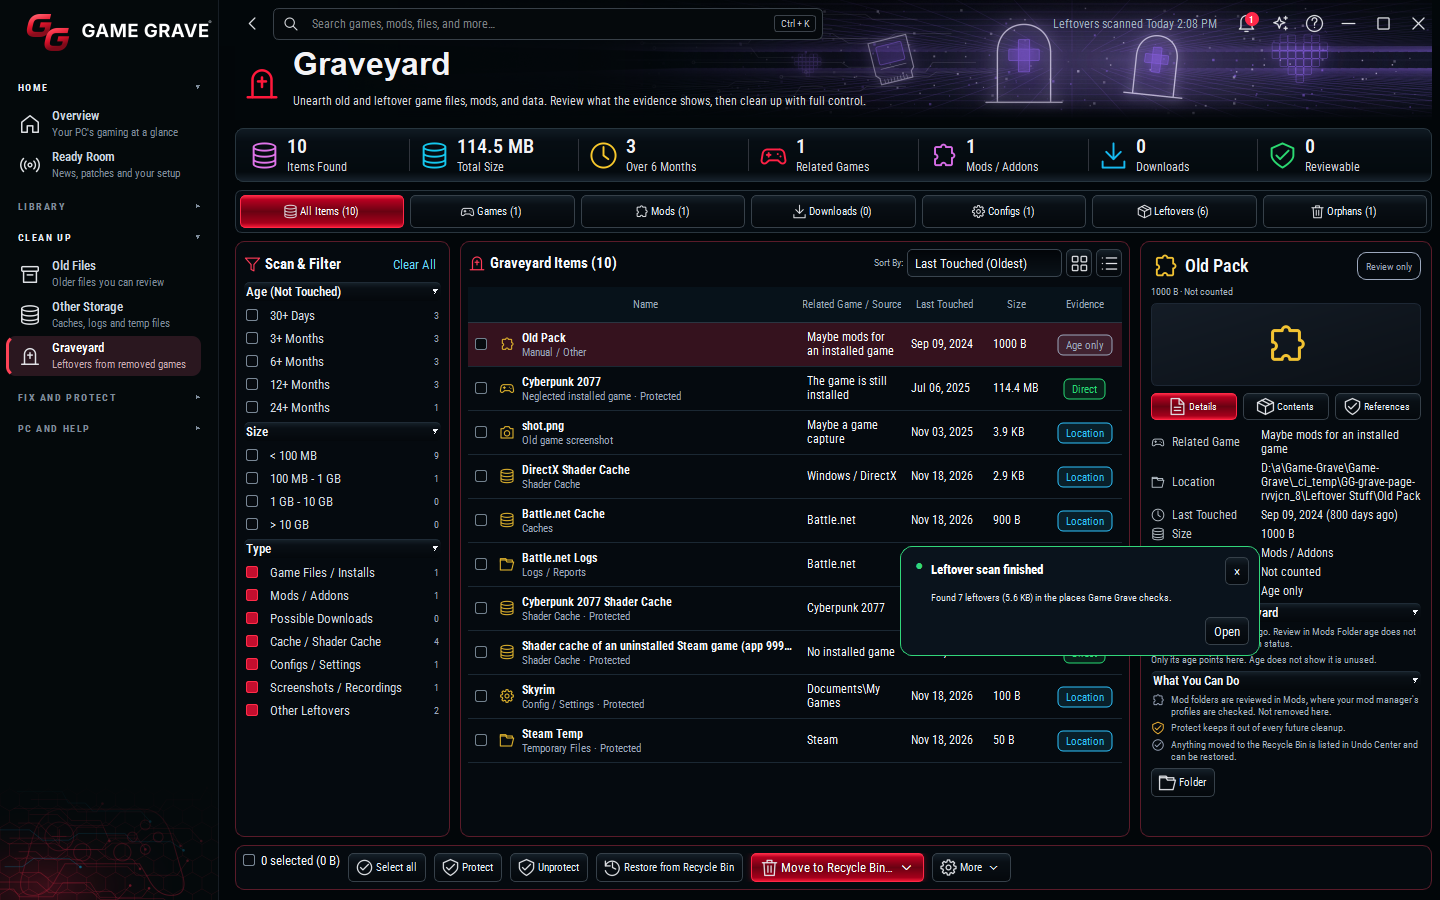 GAME GRAVE
HOME
Overview
Your PC's gaming at a glance
Ready Room
News, patches and your setup
LIBRARY
CLEAN UP
Old Files
Older files you can review
Other Storage
Caches, logs and temp files
Graveyard
Leftovers from removed games
FIX AND PROTECT
PC AND HELP
Search games, mods, files, and more...
Ctrl + K
Leftovers scanned Today 2:08 PM
1
Graveyard
Unearth old and leftover game files, mods, and data. Review what the evidence shows, then clean up with full control.
10
Items Found
114.5 MB
Total Size
3
Over 6 Months
1
Related Games
1
Mods / Addons
0
Downloads
0
Reviewable
All Items (10)
Games (1)
Mods (1)
Downloads (0)
Configs (1)
Leftovers (6)
Orphans (1)
Scan & Filter
Clear All
Age (Not Touched)
30+ Days 3
3+ Months 3
6+ Months 3
12+ Months 3
24+ Months 1
Size
< 100 MB 9
100 MB - 1 GB 1
1 GB - 10 GB 0
> 10 GB 0
Type
Game Files / Installs 1
Mods / Addons 1
Possible Downloads 0
Cache / Shader Cache 4
Configs / Settings 1
Screenshots / Recordings 1
Other Leftovers 2
Graveyard Items (10)
Sort By:
Last Touched (Oldest)
Name Related Game / Source Last Touched Size Evidence
Old Pack
Manual / Other
Maybe mods for
an installed game
Sep 09, 2024 1000 B Age only
Cyberpunk 2077
Neglected installed game · Protected
The game is still
installed
Jul 06, 2025 114.4 MB Direct
shot.png
Old game screenshot
Maybe a game
capture
Nov 03, 2025 3.9 KB Location
DirectX Shader Cache
Shader Cache
Windows / DirectX Nov 18, 2026 2.9 KB Location
Battle.net Cache
Caches
Battle.net Nov 18, 2026 900 B Location
Battle.net Logs
Logs / Reports
Battle.net
Cyberpunk 2077 Shader Cache
Shader Cache · Protected
Cyberpunk 2077
Shader cache of an uninstalled Steam game (app 999...
Shader Cache · Protected
No installed game
Skyrim
Config / Settings · Protected
Documents\My
Games
Nov 18, 2026 100 B Location
Steam Temp
Temporary Files · Protected
Steam Nov 18, 2026 50 B Location
Leftover scan finished
x
Found 7 leftovers (5.6 KB) in the places Game Grave checks.
Open
Old Pack
Review only
1000 B · Not counted
Details
Contents
References
Related Game
Maybe mods for an installed
game
Location
D:\a\Game-Grave\Game-
Grave\_ci_temp\GG-grave-page-
rvvjcn_8\Leftover Stuff\Old Pack
Last Touched Sep 09, 2024 (800 days ago)
Size 1000 B
Mods / Addons
Not counted
Age only
yard
go. Review in Mods Folder age does not
status.
Only its age points here. Age does not show it is unused.
What You Can Do
Mod folders are reviewed in Mods, where your mod manager's
profiles are checked. Not removed here.
Protect keeps it out of every future cleanup.
Anything moved to the Recycle Bin is listed in Undo Center and
can be restored.
Folder
0 selected (0 B)
Select all
Protect
Unprotect
Restore from Recycle Bin
Move to Recycle Bin...
More